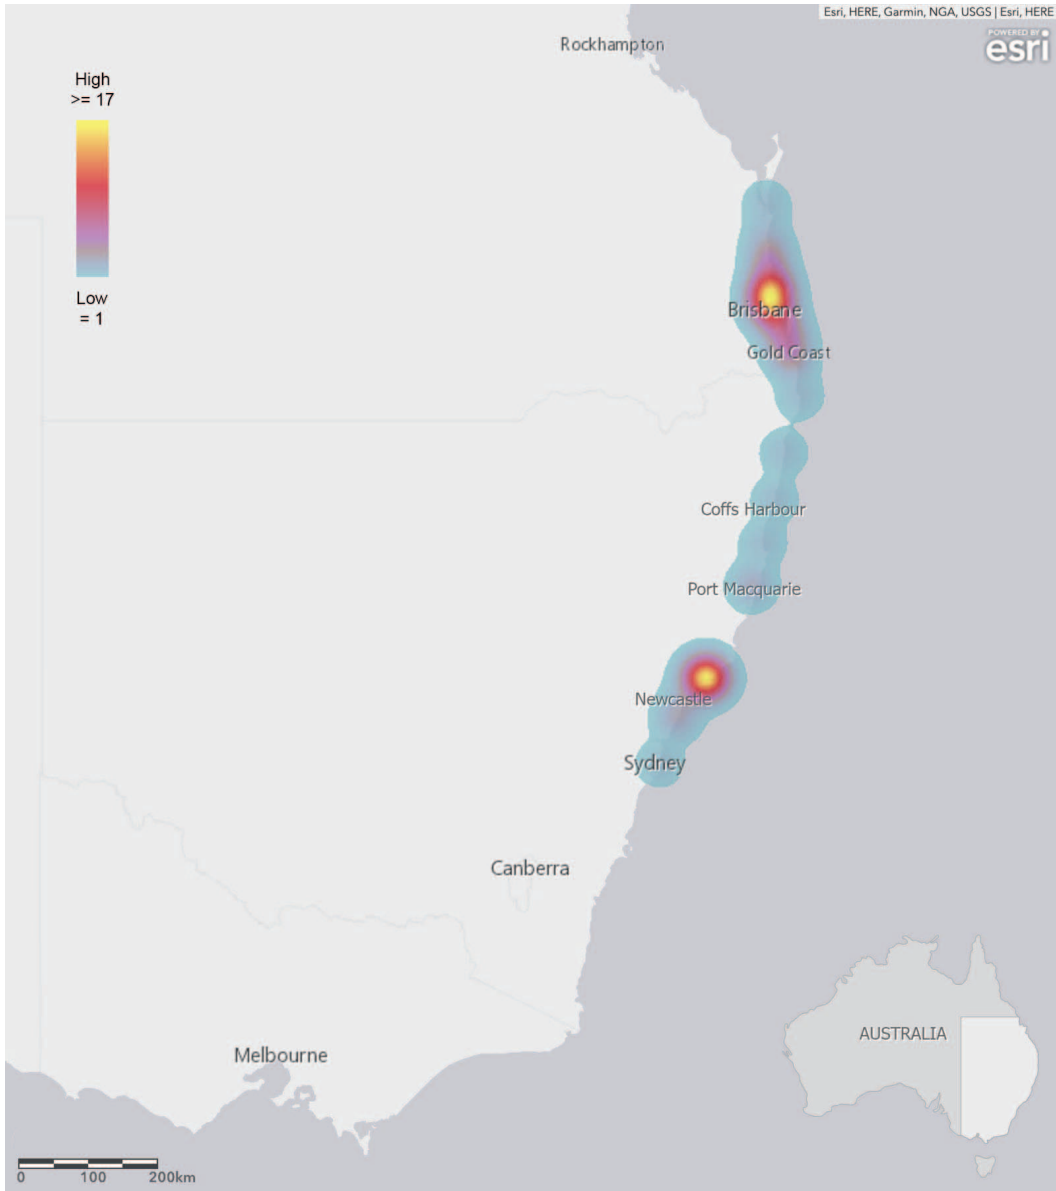 Esri, HERE, Garmin, NGA, USGS | Esri, HERE
POWERED BY
esri
Rockhampton
High
>= 17
Low
= 1
Brisbane
Gold Coast
Coffs Harbour
Port Macquarie
Newcastle
Sydney
Canberra
AUSTRALIA
Melbourne
0 100 200km